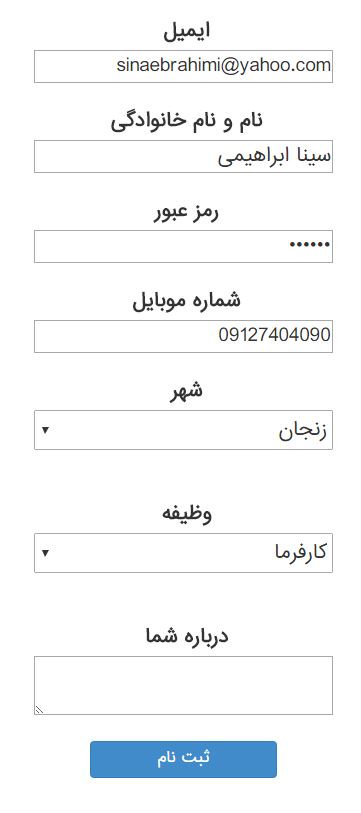 ایمیل
sinaebrahimi@yahoo.com
نام و نام خانوادگی
سینا ابراهیمی
رمز عبور
••••••
شماره موبایل
09127404090
شهر
زنجان
وظیفه
کارفرما
درباره شما
ثبت نام